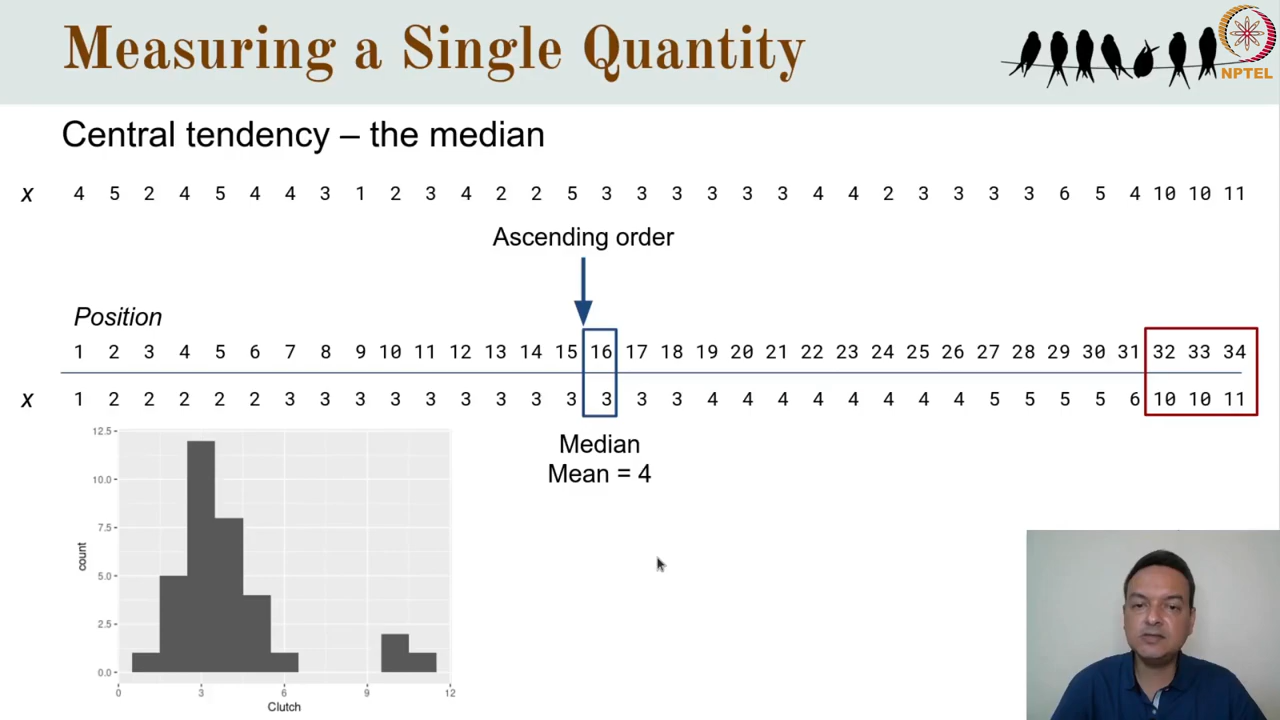 Measuring a Single Quantity
NPTEL
Central tendency – the median
x 4 5 2 4 5 4 4 3 1 2 3 4 2 2 5 3 3 3 3 3 3 4 4 2 3 3 3 3 6 5 4 10 10 11
Ascending order
Position
1 2 3 4 5 6 7 8 9 10 11 12 13 14 15 16 17 18 19 20 21 22 23 24 25 26 27 28 29 30 31 32 33 34
x 1 2 2 2 2 2 3 3 3 3 3 3 3 3 3 3 3 3 4 4 4 4 4 4 4 4 5 5 5 5 6 10 10 11
Median
Mean = 4
12.5
10.0
7.5
5.0
2.5
0.0
count
0 3 6 9 12
Clutch